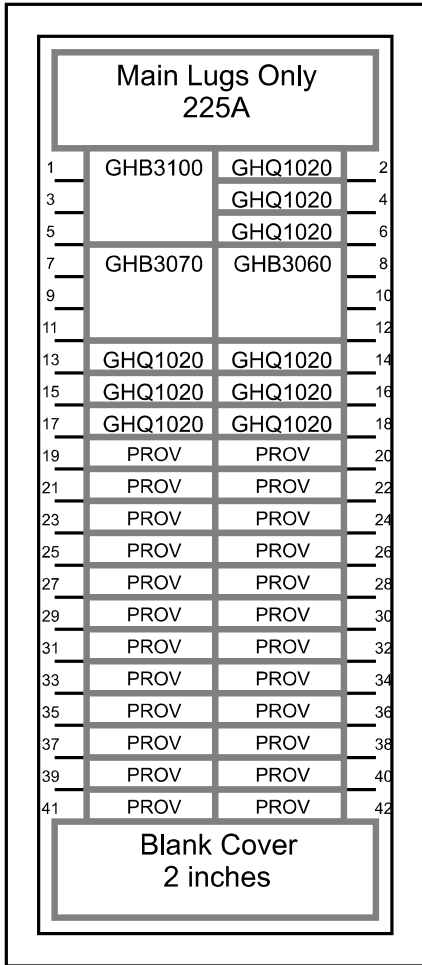 Main Lugs Only
225A
1 GHB3100 GHQ1020 2
3 GHQ1020 4
5 GHQ1020 6
7 GHB3070 GHB3060 8
9 10
11 12
13 GHQ1020 GHQ1020 14
15 GHQ1020 GHQ1020 16
17 GHQ1020 GHQ1020 18
19 PROV PROV 20
21 PROV PROV 22
23 PROV PROV 24
25 PROV PROV 26
27 PROV PROV 28
29 PROV PROV 30
31 PROV PROV 32
33 PROV PROV 34
35 PROV PROV 36
37 PROV PROV 38
39 PROV PROV 40
41 PROV PROV 42
Blank Cover
2 inches